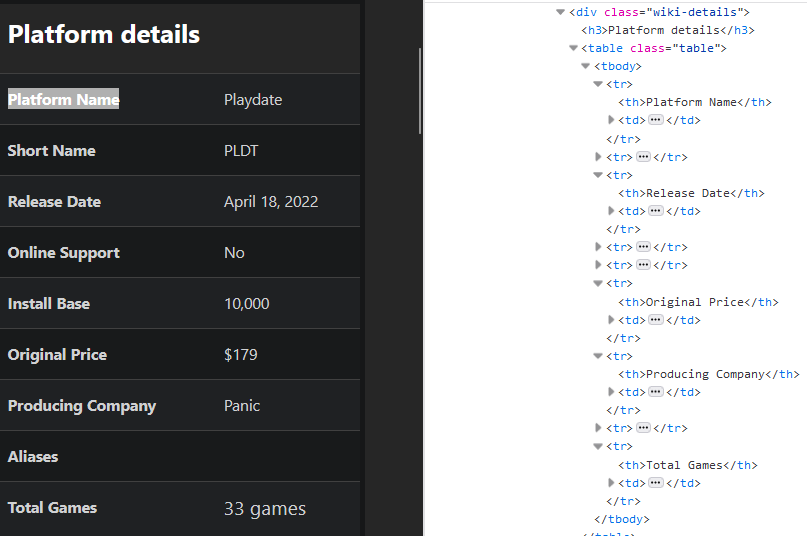 Platform details
Platform Name Playdate
Short Name PLDT
Release Date April 18, 2022
Online Support No
Install Base 10,000
Original Price $179
Producing Company Panic
Aliases
Total Games 33 games
<div class="wiki-details">
<h3>Platform details</h3>
<table class="table">
<tbody>
<tr>
<th>Platform Name</th>
<td>•••</td>
</tr>
<tr>•••</tr>
<tr>
<th>Release Date</th>
<td>•••</td>
</tr>
<tr>•••</tr>
<tr>•••</tr>
<tr>
<th>Original Price</th>
<td>•••</td>
</tr>
<tr>
<th>Producing Company</th>
<td>•••</td>
</tr>
<tr>•••</tr>
<tr>
<th>Total Games</th>
<td>•••</td>
</tr>
</tbody>
</table>